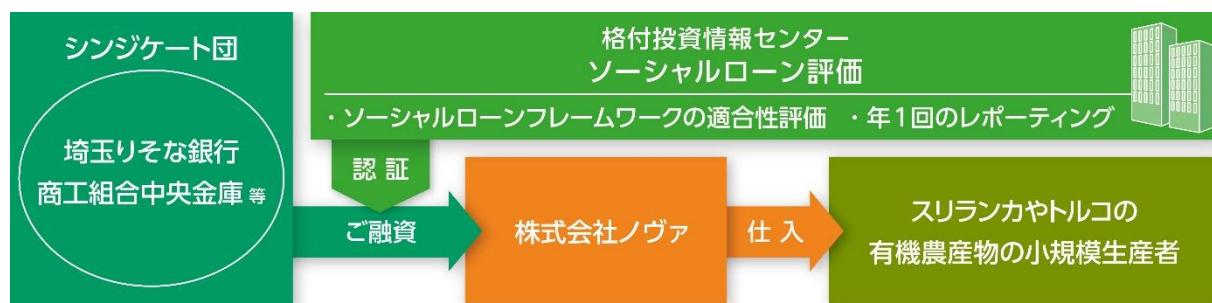 シンジケート団
埼玉りそな銀行
商工組合中央金庫 等
格付投資情報センター
ソーシャルローン評価
・ソーシャルローンフレームワークの適合性評価 ・年1回のレポーティング
認証
ご融資
株式会社ノヴァ
仕入
スリランカやトルコの
有機農産物の小規模生産者